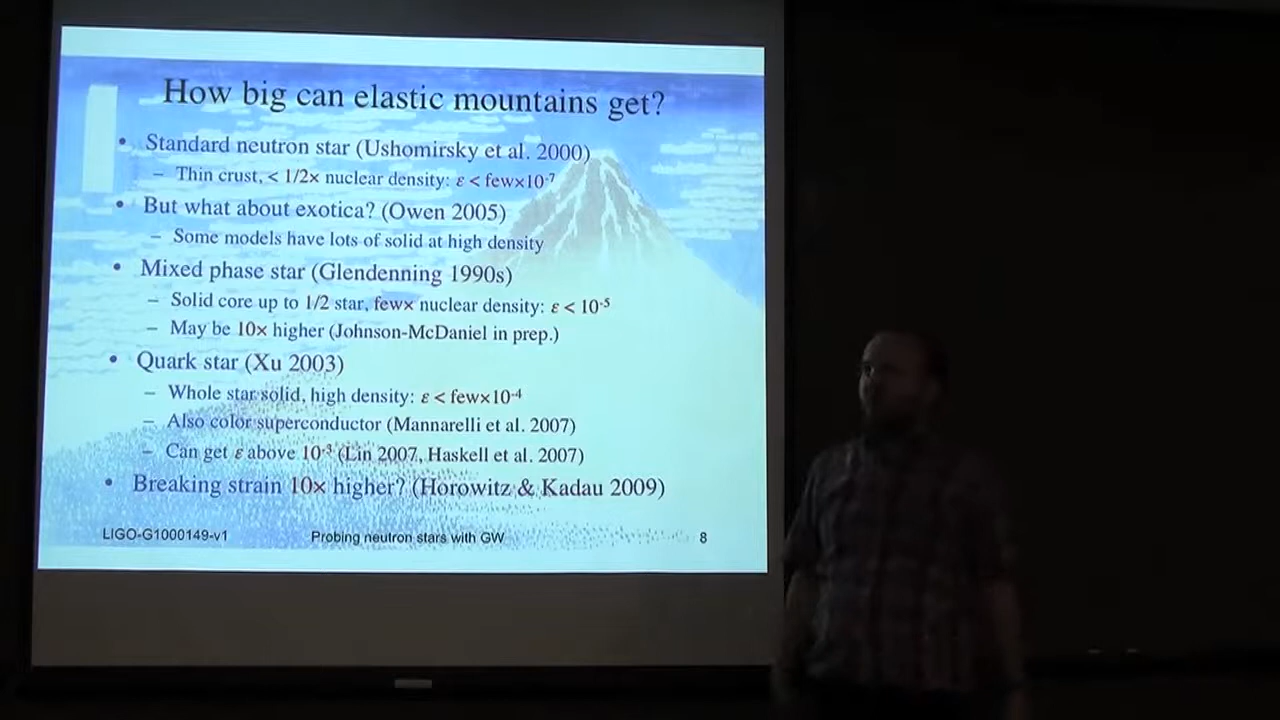 How big can elastic mountains get?
• Standard neutron star (Ushomirsky et al. 2000)
– Thin crust, < 1/2× nuclear density: ε < few×10⁻⁷
• But what about exotica? (Owen 2005)
– Some models have lots of solid at high density
• Mixed phase star (Glendenning 1990s)
– Solid core up to 1/2 star, few× nuclear density: ε < 10⁻⁵
– May be 10× higher (Johnson-McDaniel in prep.)
• Quark star (Xu 2003)
– Whole star solid, high density: ε < few×10⁻⁴
– Also color superconductor (Mannarelli et al. 2007)
– Can get ε above 10⁻³ (Lin 2007, Haskell et al. 2007)
• Breaking strain 10× higher? (Horowitz & Kadau 2009)
LIGO-G1000149-v1 Probing neutron stars with GW 8